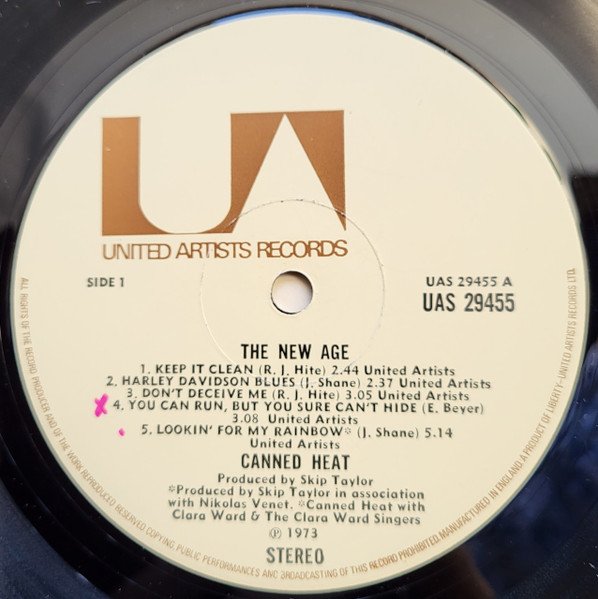 UA
UNITED ARTISTS RECORDS
SIDE 1
UAS 29455 A
UAS 29455
THE NEW AGE
1. KEEP IT CLEAN (R. J. Hite) 2.44 United Artists
2. HARLEY DAVIDSON BLUES (J. Shane) 2.37 United Artists
3. DON'T DECEIVE ME (R. J. Hite) 3.05 United Artists
4. YOU CAN RUN, BUT YOU SURE CAN'T HIDE (E. Beyer)
3.08 United Artists
5. LOOKIN' FOR MY RAINBOW* (J. Shane) 5.14
United Artists
CANNED HEAT
Produced by Skip Taylor
*Produced by Skip Taylor in association
with Nikolas Venet. *Canned Heat with
Clara Ward & The Clara Ward Singers
℗ 1973
STEREO
ALL RIGHTS OF THE RECORD PRODUCER AND OF THE WORK REPRODUCED RESERVED COPYING PUBLIC PERFORMANCES AND BROADCASTING OF THIS RECORD PROHIBITED. MANUFACTURED IN ENGLAND. A PRODUCT OF LIBERTY-UNITED ARTISTS RECORDS LTD.